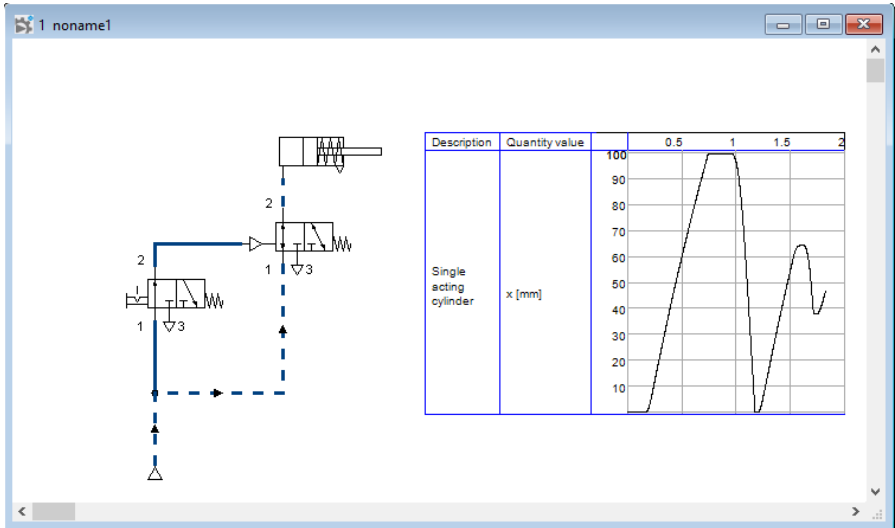 1 noname1
Description Quantity value 0.5 1 1.5 2
100
90
80
2
70
60
2
1
3
Single
acting
cylinder
x [mm]
50
40
1
3
30
20
10